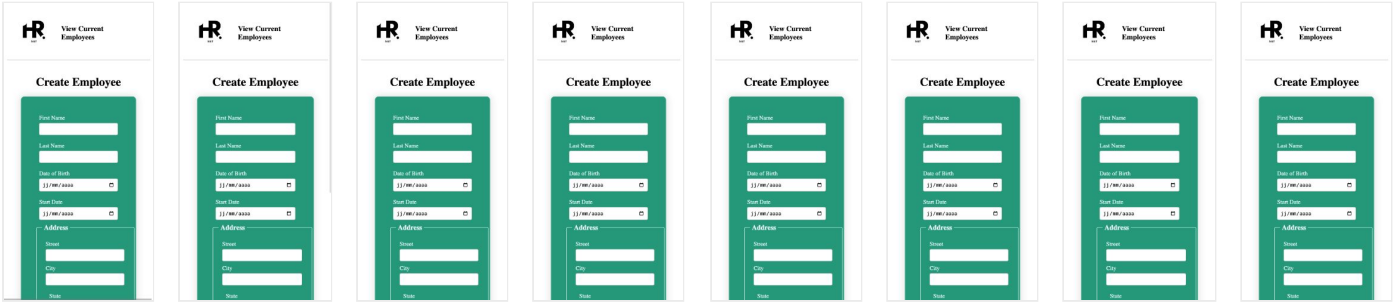 HR.
View Current
Employees
Create Employee
First Name
Last Name
Date of Birth
jj/mm/aaaa
Start Date
jj/mm/aaaa
Address
Street
City
State
HR.
View Current
Employees
Create Employee
First Name
Last Name
Date of Birth
jj/mm/aaaa
Start Date
jj/mm/aaaa
Address
Street
City
State
HR.
View Current
Employees
Create Employee
First Name
Last Name
Date of Birth
jj/mm/aaaa
Start Date
jj/mm/aaaa
Address
Street
City
State
HR.
View Current
Employees
Create Employee
First Name
Last Name
Date of Birth
jj/mm/aaaa
Start Date
jj/mm/aaaa
Address
Street
City
State
HR.
View Current
Employees
Create Employee
First Name
Last Name
Date of Birth
jj/mm/aaaa
Start Date
jj/mm/aaaa
Address
Street
City
State
HR.
View Current
Employees
Create Employee
First Name
Last Name
Date of Birth
jj/mm/aaaa
Start Date
jj/mm/aaaa
Address
Street
City
State
HR.
View Current
Employees
Create Employee
First Name
Last Name
Date of Birth
jj/mm/aaaa
Start Date
jj/mm/aaaa
Address
Street
City
State
HR.
View Current
Employees
Create Employee
First Name
Last Name
Date of Birth
jj/mm/aaaa
Start Date
jj/mm/aaaa
Address
Street
City
State